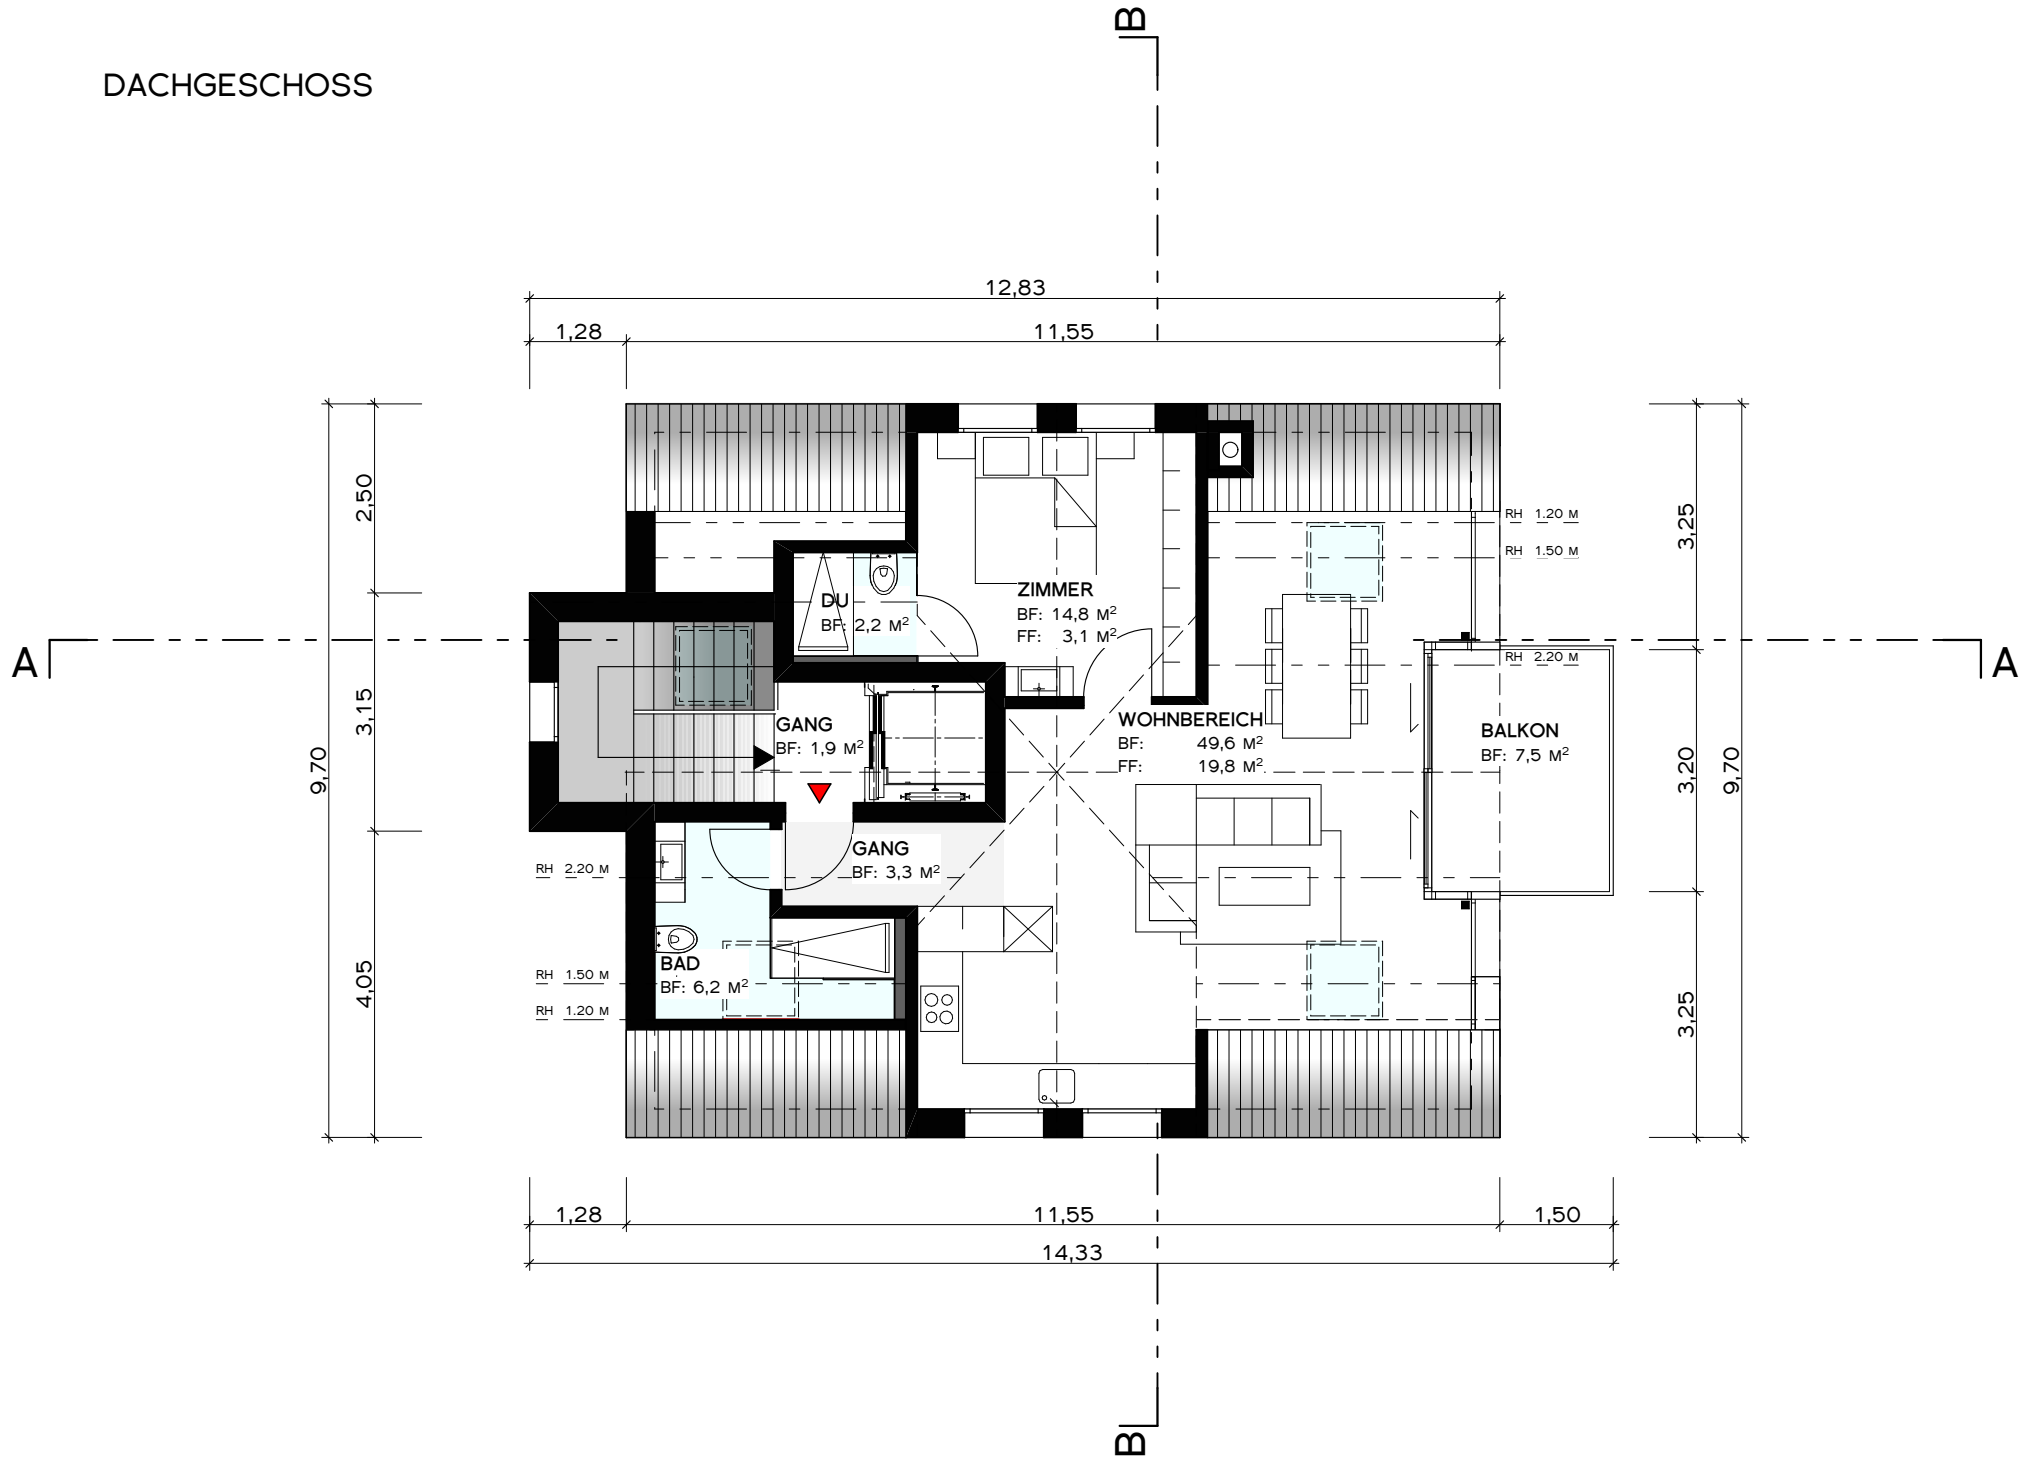 B
DACHGESCHOSS
12,83
1,28
11,55
2,50
3,15
4,05
9,70
3,25
3,20
3,25
9,70
RH 1.20 M
RH 1.50 M
RH 2.20 M
A
A
DU
BF: 2,2 M²
ZIMMER
BF: 14,8 M²
FF: 3,1 M²
GANG
BF: 1,9 M²
WOHNBEREICH
BF: 49,6 M²
FF: 19,8 M²
BALKON
BF: 7,5 M²
GANG
BF: 3,3 M²
RH 2.20 M
BAD
BF: 6,2 M²
RH 1.50 M
RH 1.20 M
1,28
11,55
1,50
14,33
B